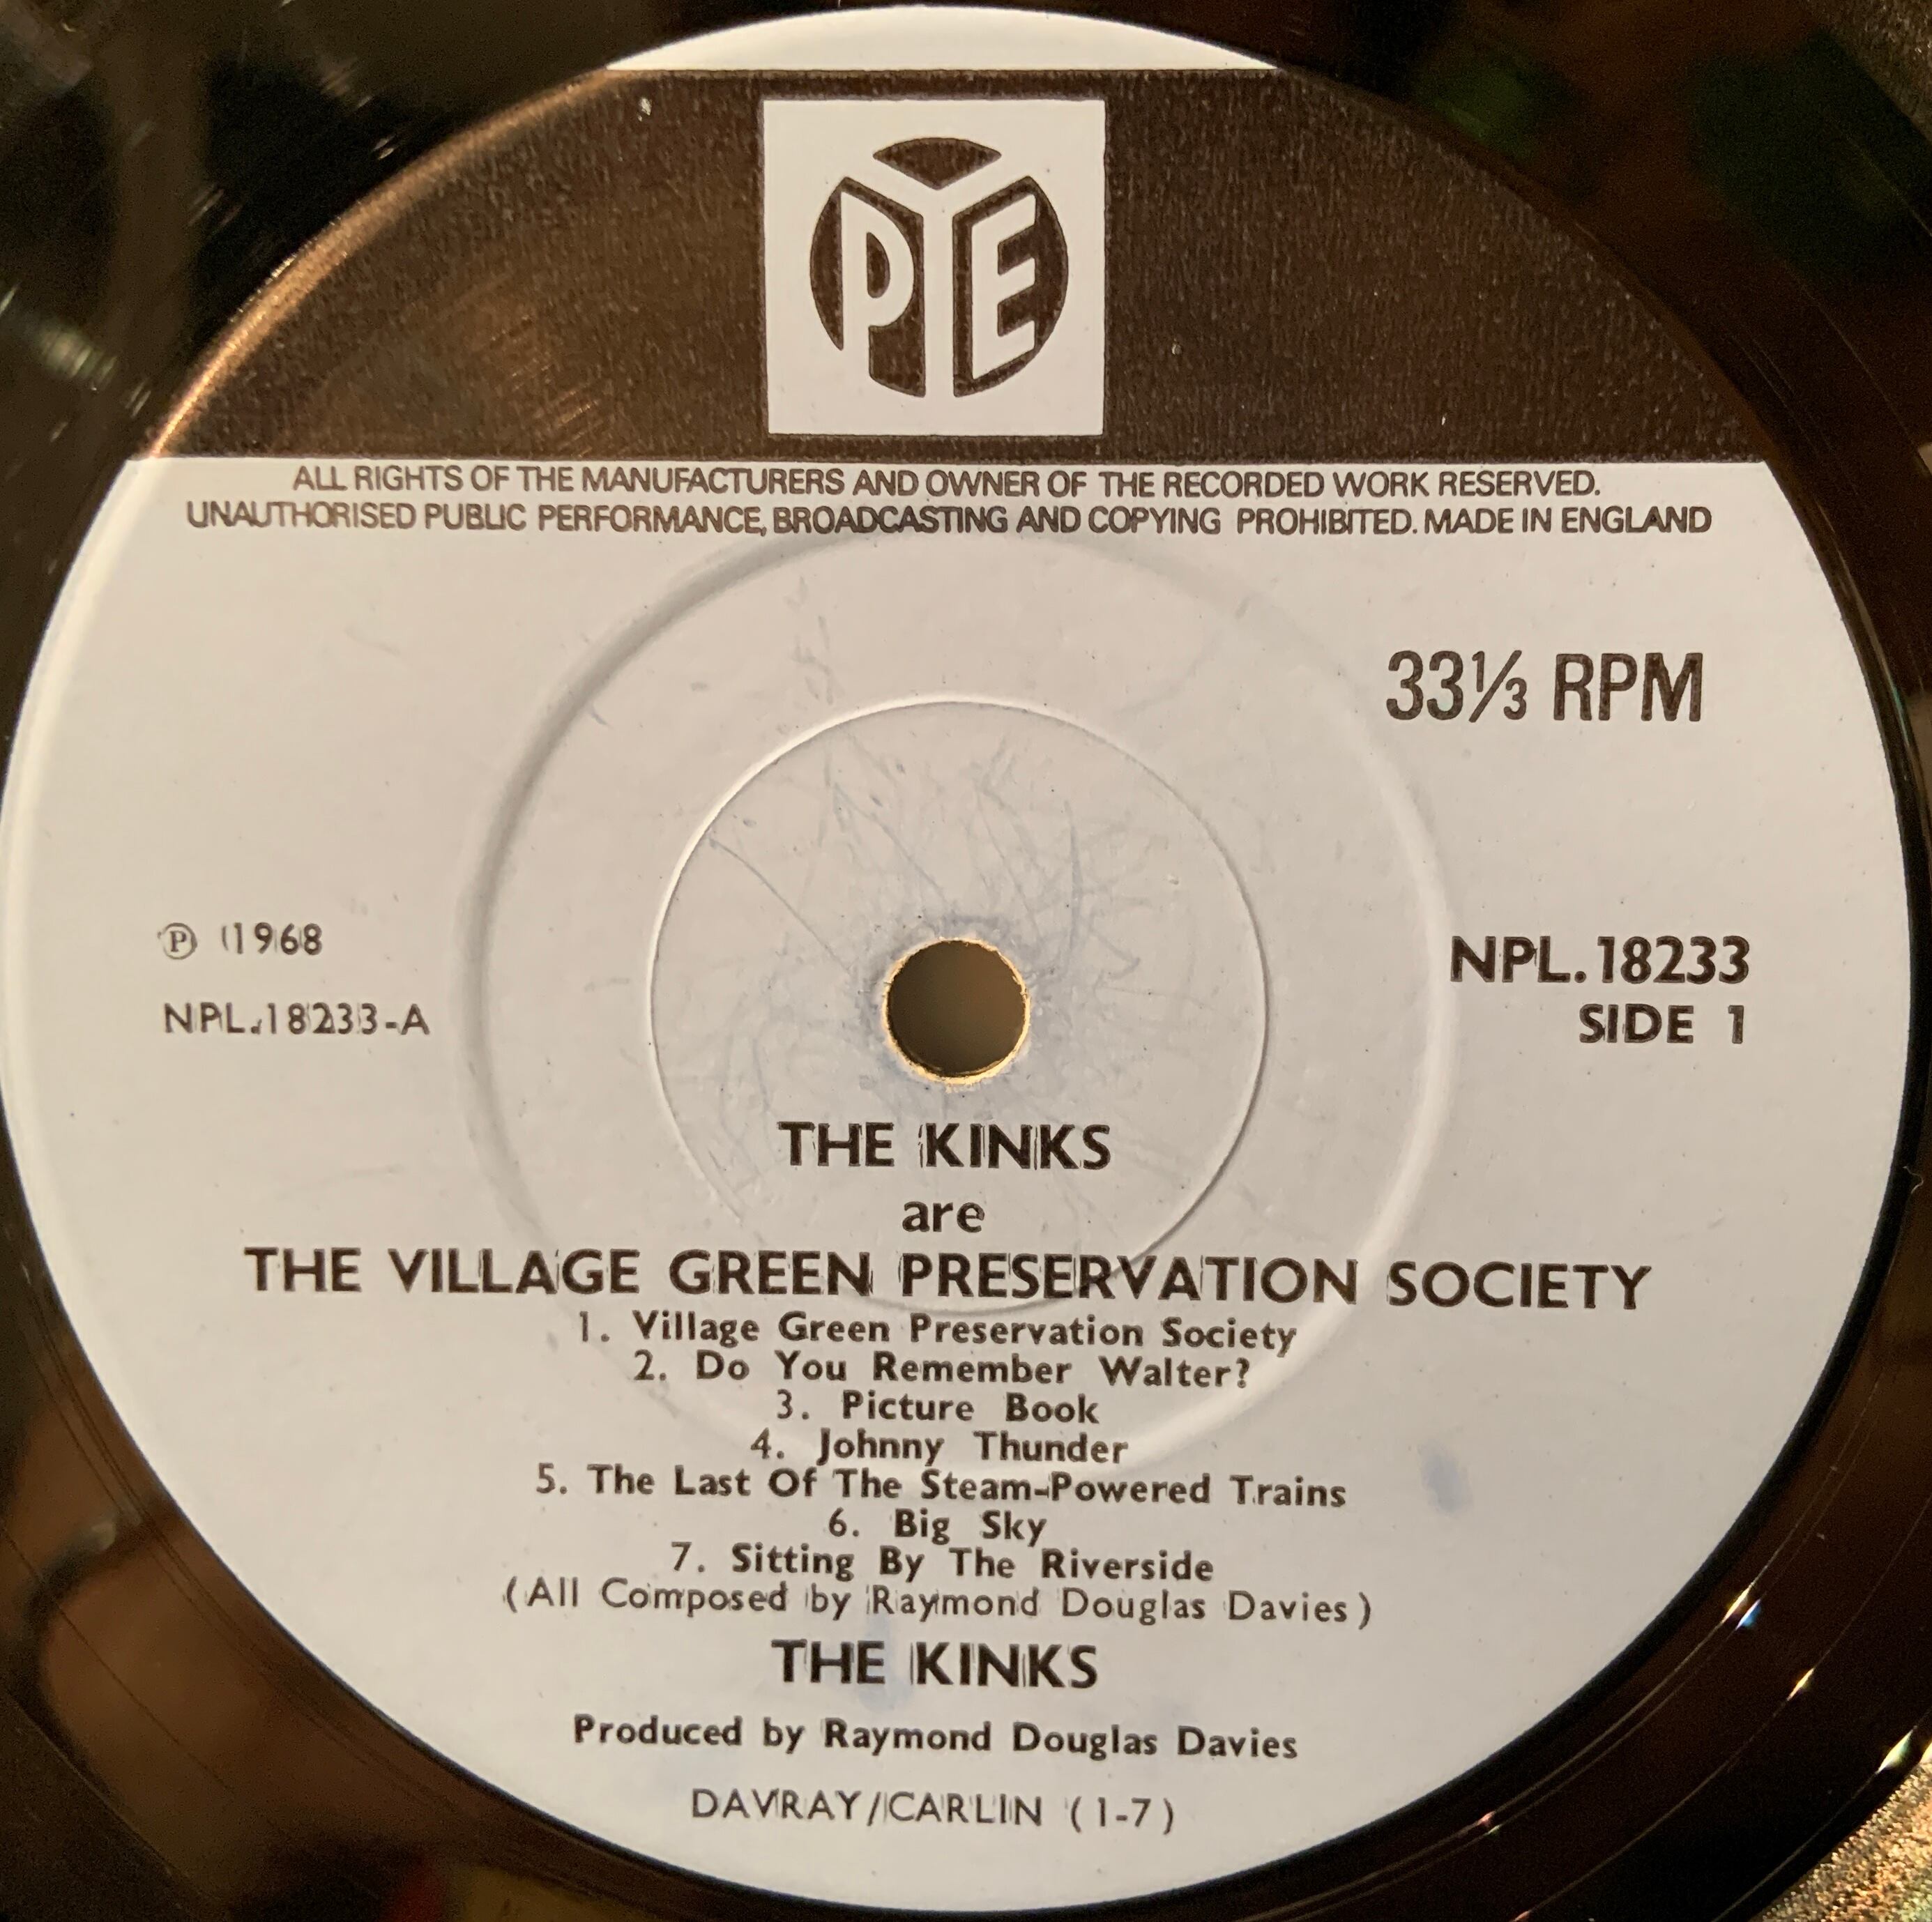 PYE
ALL RIGHTS OF THE MANUFACTURERS AND OWNER OF THE RECORDED WORK RESERVED.
UNAUTHORISED PUBLIC PERFORMANCE, BROADCASTING AND COPYING PROHIBITED. MADE IN ENGLAND
33⅓ RPM
Ⓟ 1968
NPL.18233-A
NPL.18233
SIDE 1
THE KINKS
are
THE VILLAGE GREEN PRESERVATION SOCIETY
1. Village Green Preservation Society
2. Do You Remember Walter?
3. Picture Book
4. Johnny Thunder
5. The Last Of The Steam-Powered Trains
6. Big Sky
7. Sitting By The Riverside
(All Composed by Raymond Douglas Davies)
THE KINKS
Produced by Raymond Douglas Davies
DAVRAY/CARLIN (1-7)